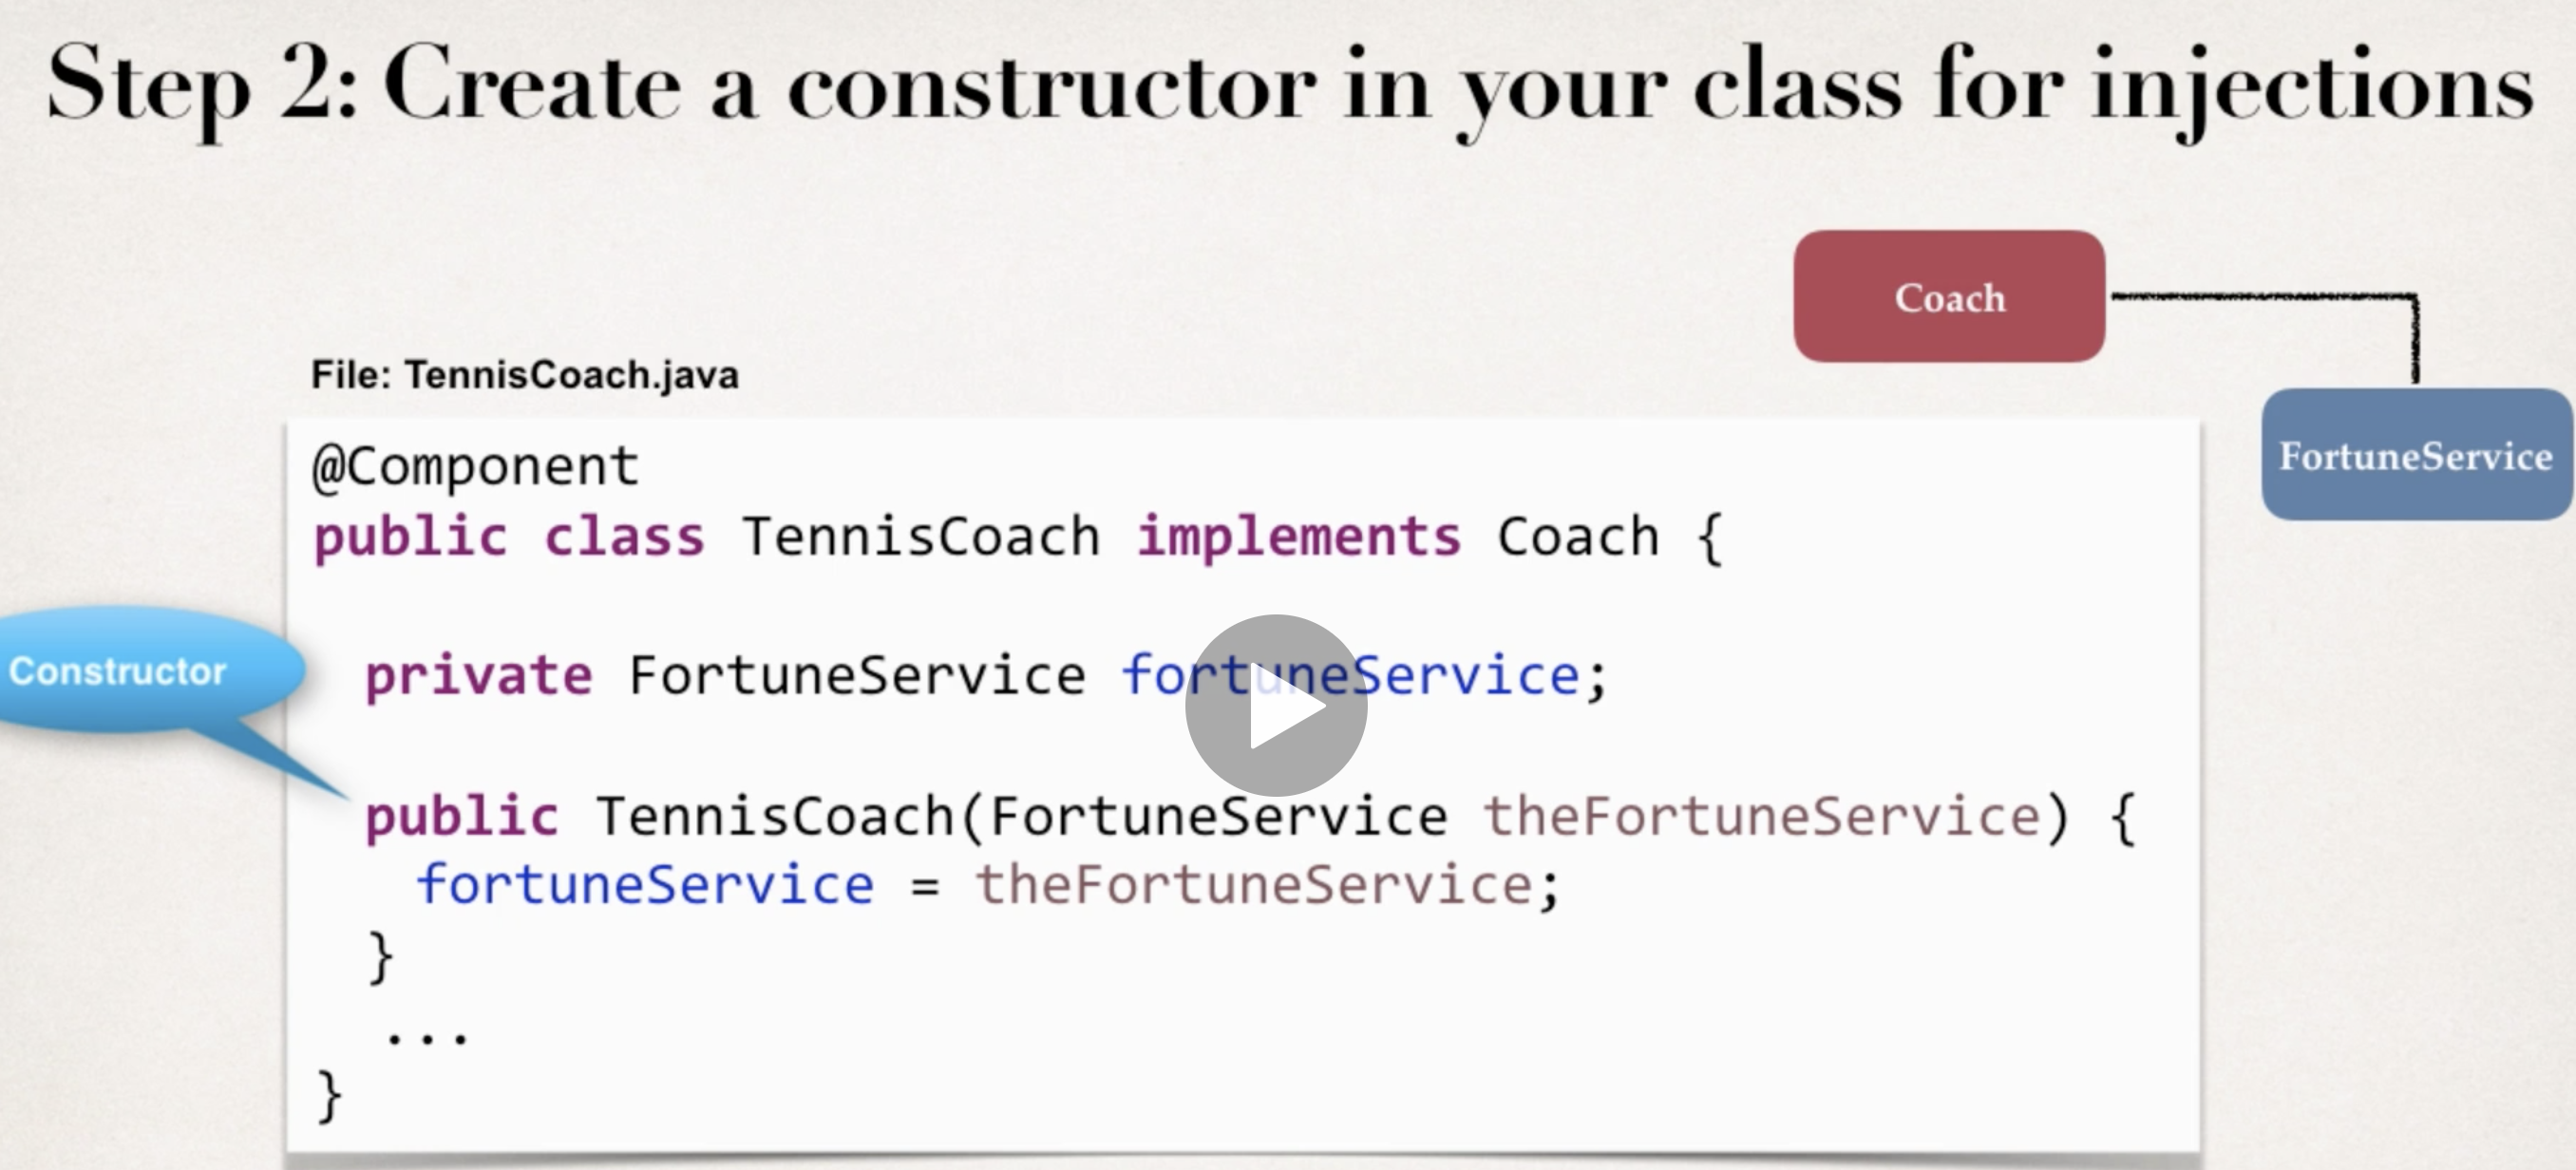 Step 2: Create a constructor in your class for injections
Coach
FortuneService
File: TennisCoach.java
@Component
public class TennisCoach implements Coach {
private FortuneService fortuneService;
Constructor
public TennisCoach(FortuneService theFortuneService) {
fortuneService = theFortuneService;
}
...
}